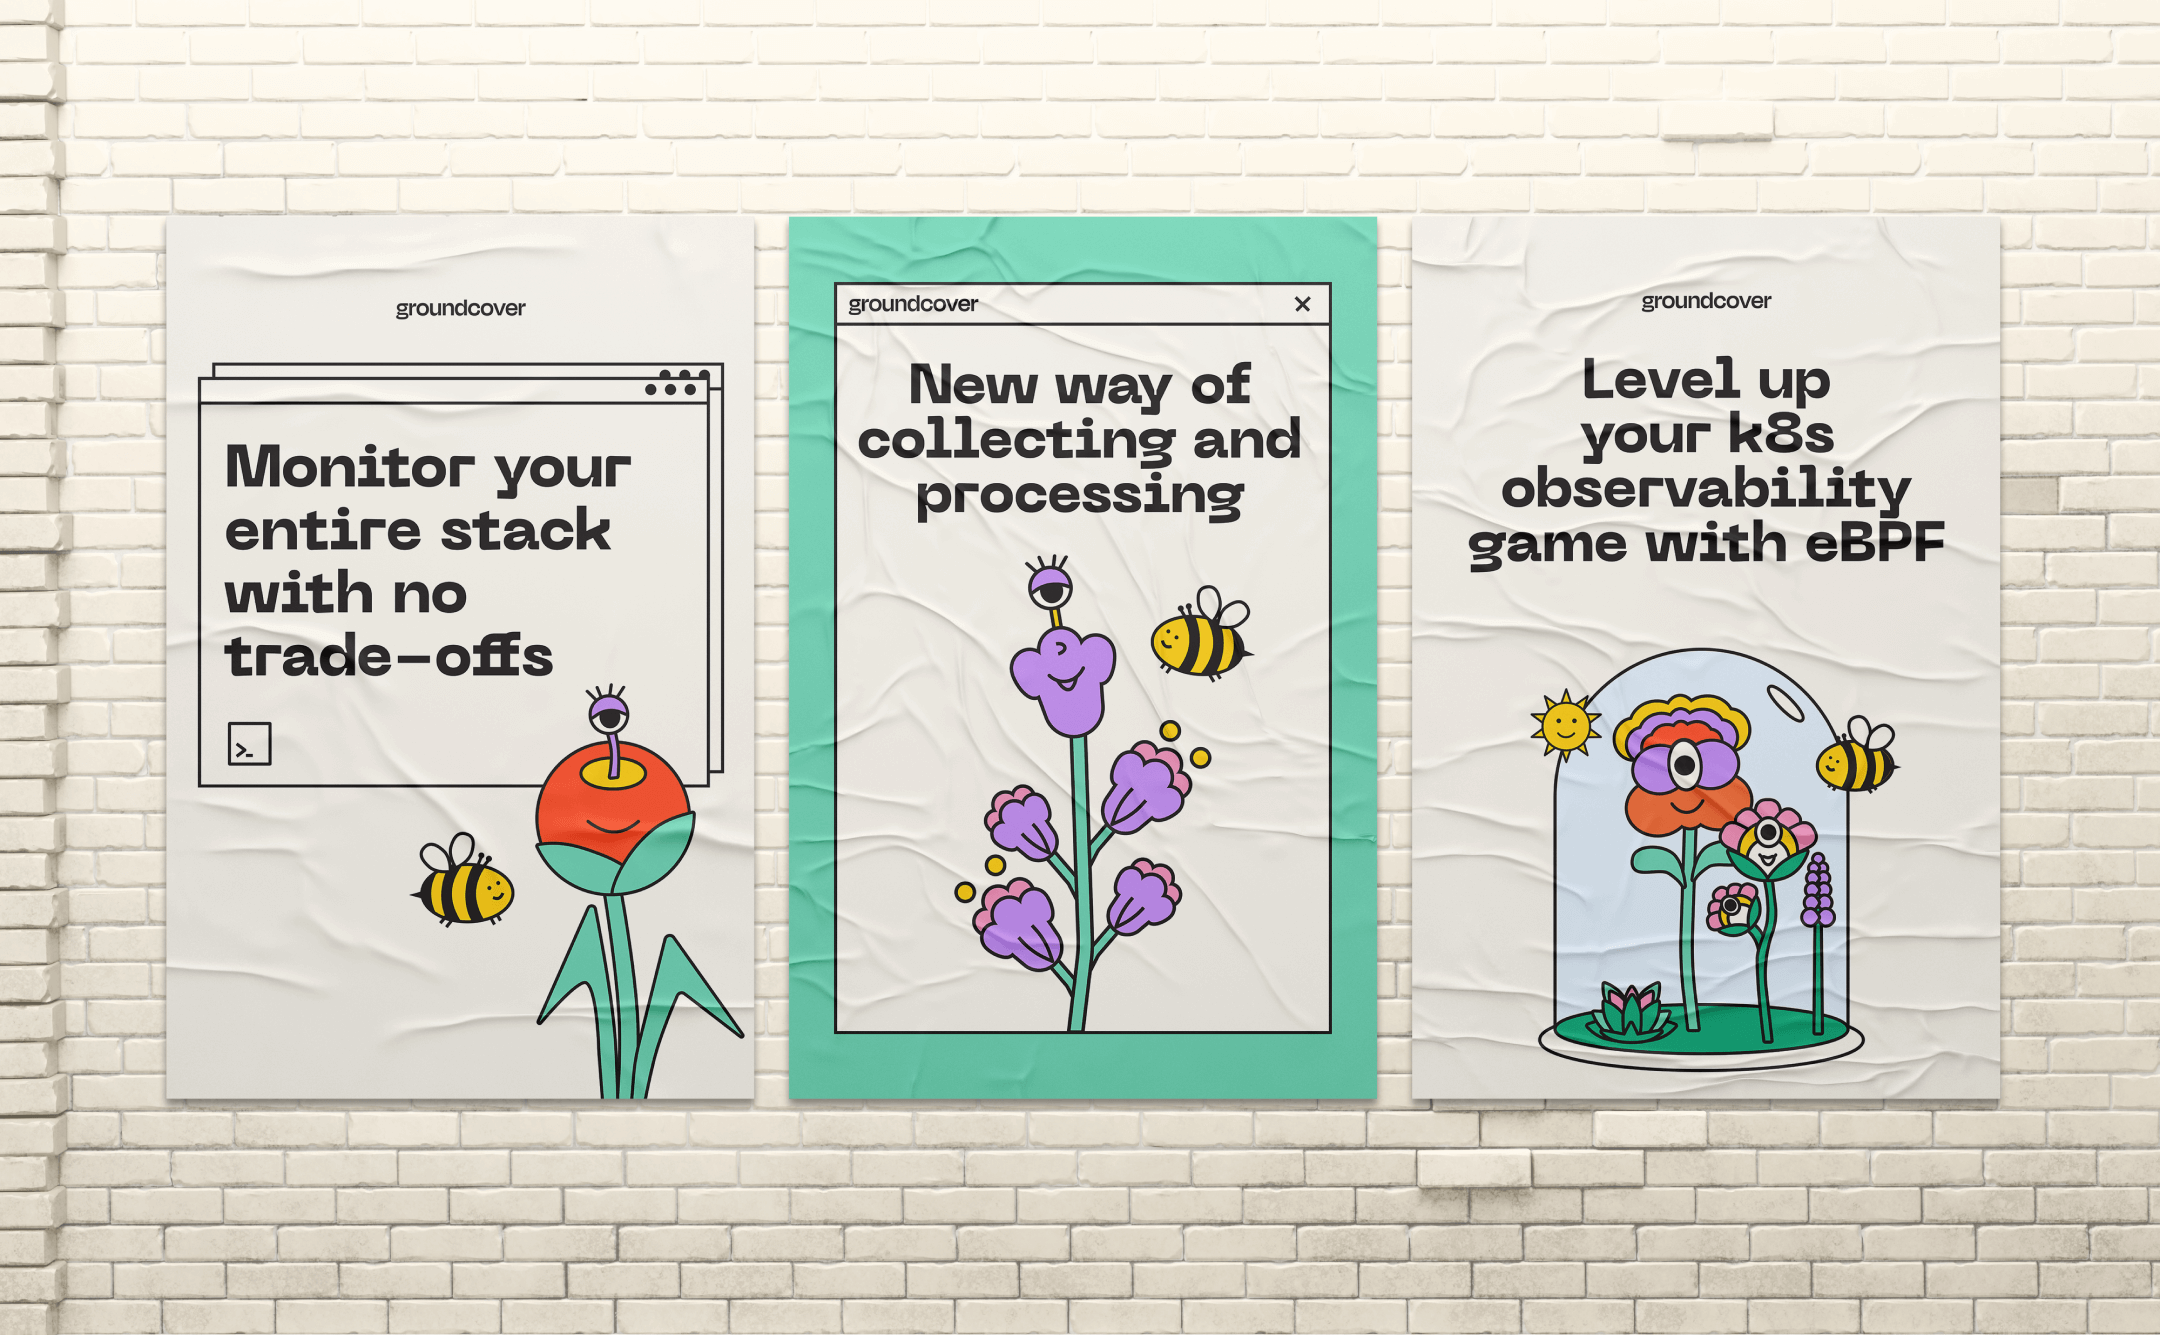 groundcover
Monitor your
entire stack
with no
trade-offs
>_
groundcover
New way of
collecting and
processing
groundcover
Level up
your k8s
observability
game with eBPF